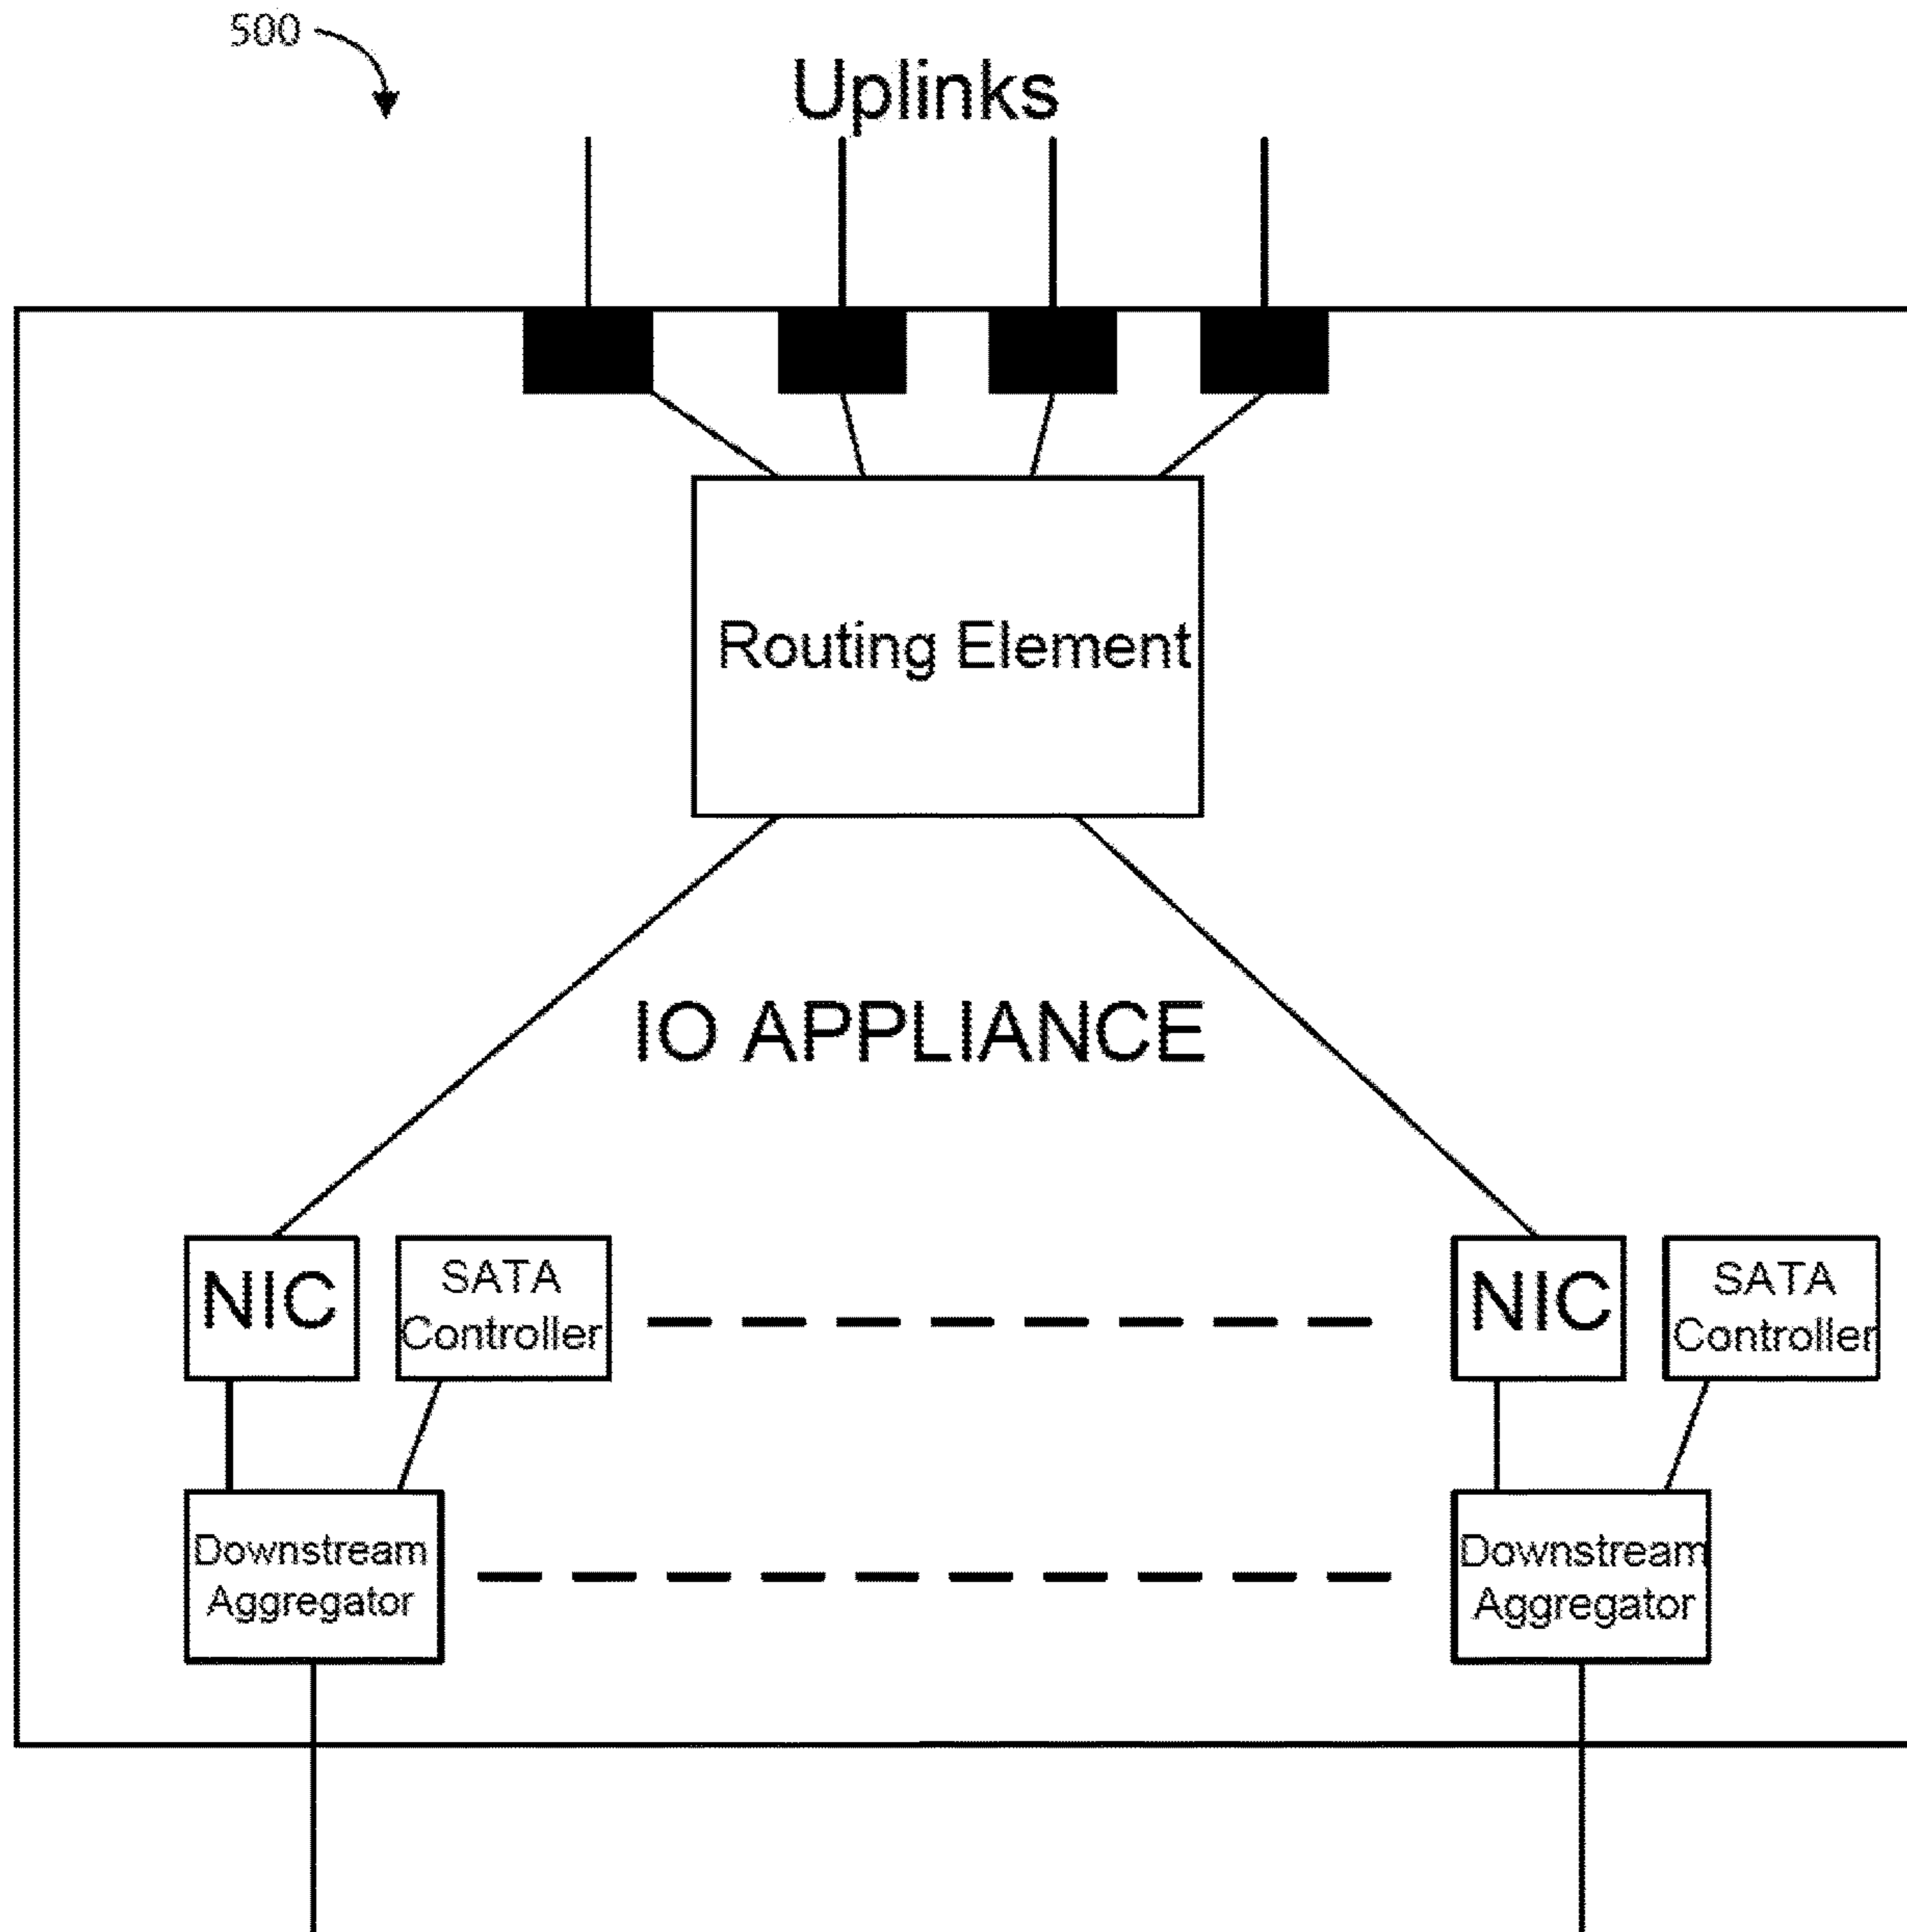 500
Uplinks
Routing Element
IO APPLIANCE
NIC
SATA
Controller
NIC
SATA
Controller
Downstream
Aggregator
Downstream
Aggregator